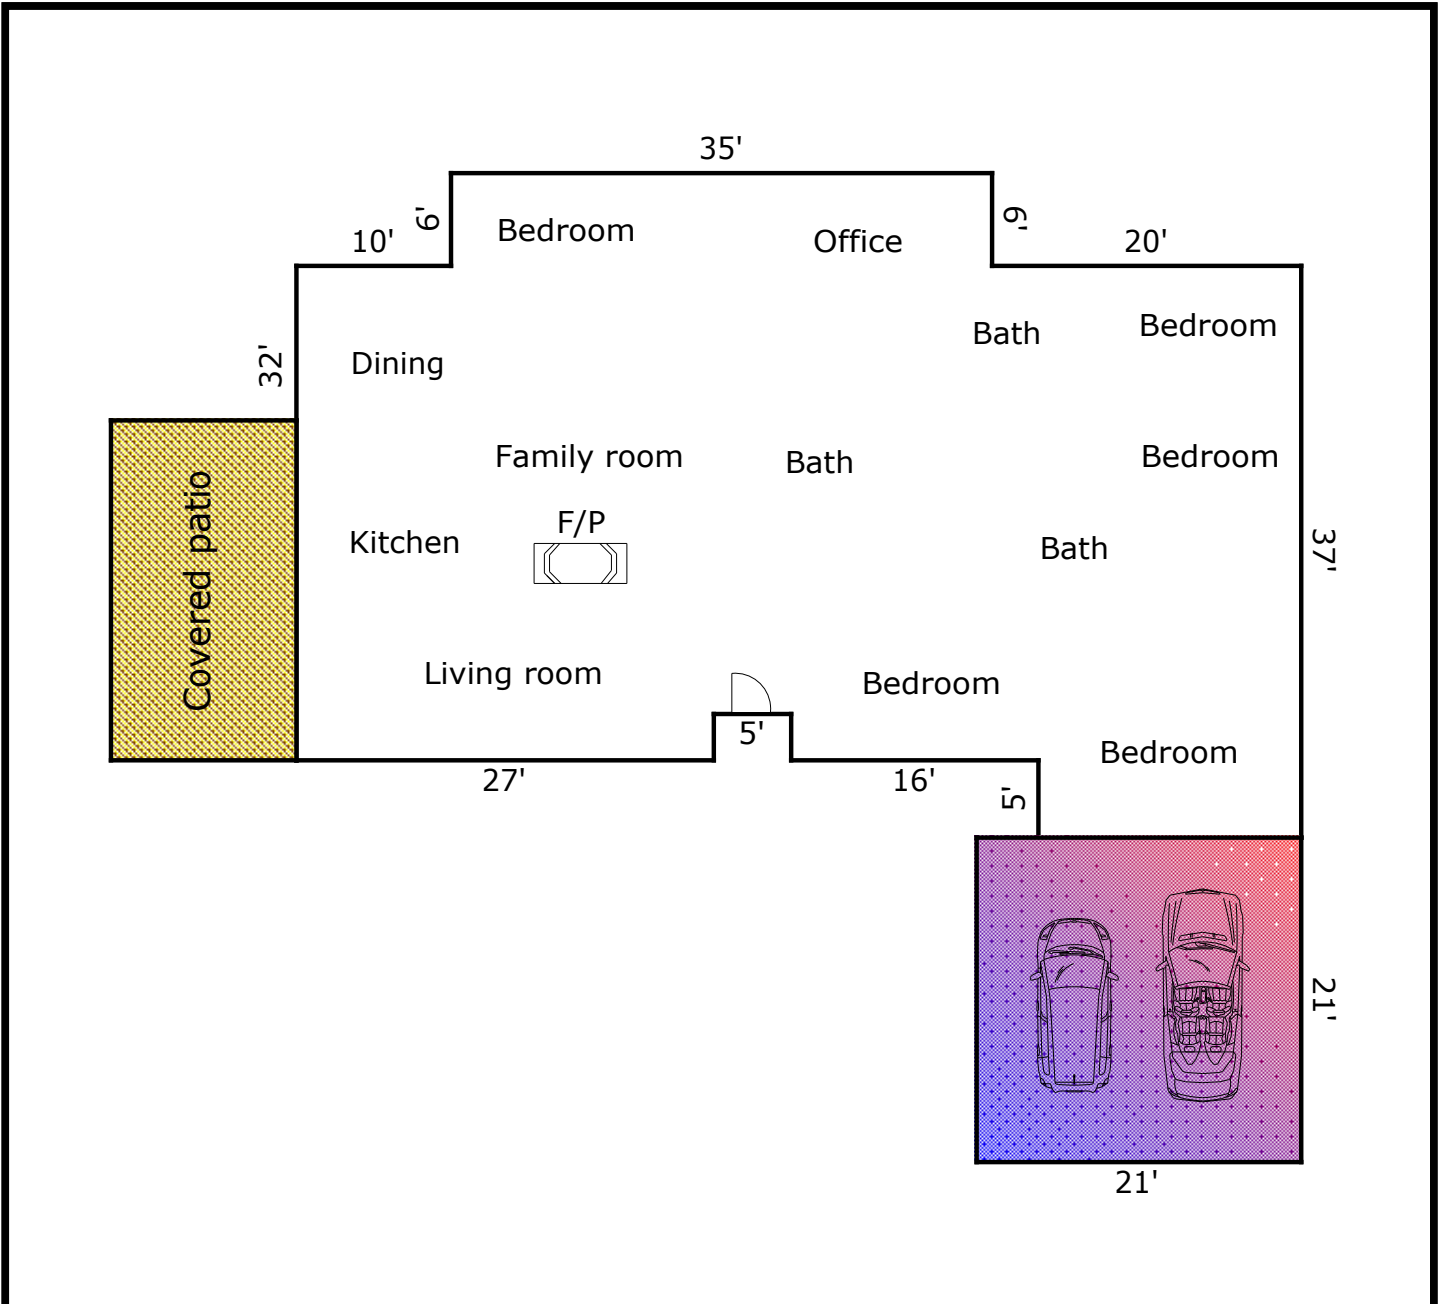 35'
6'
6'
10'
20'
Bedroom
Office
Bath
Bedroom
32'
Dining
Family room
Bath
Bedroom
Covered patio
F/P
Kitchen
Bath
37'
Living room
Bedroom
5'
Bedroom
27'
16'
5'
21'
21'